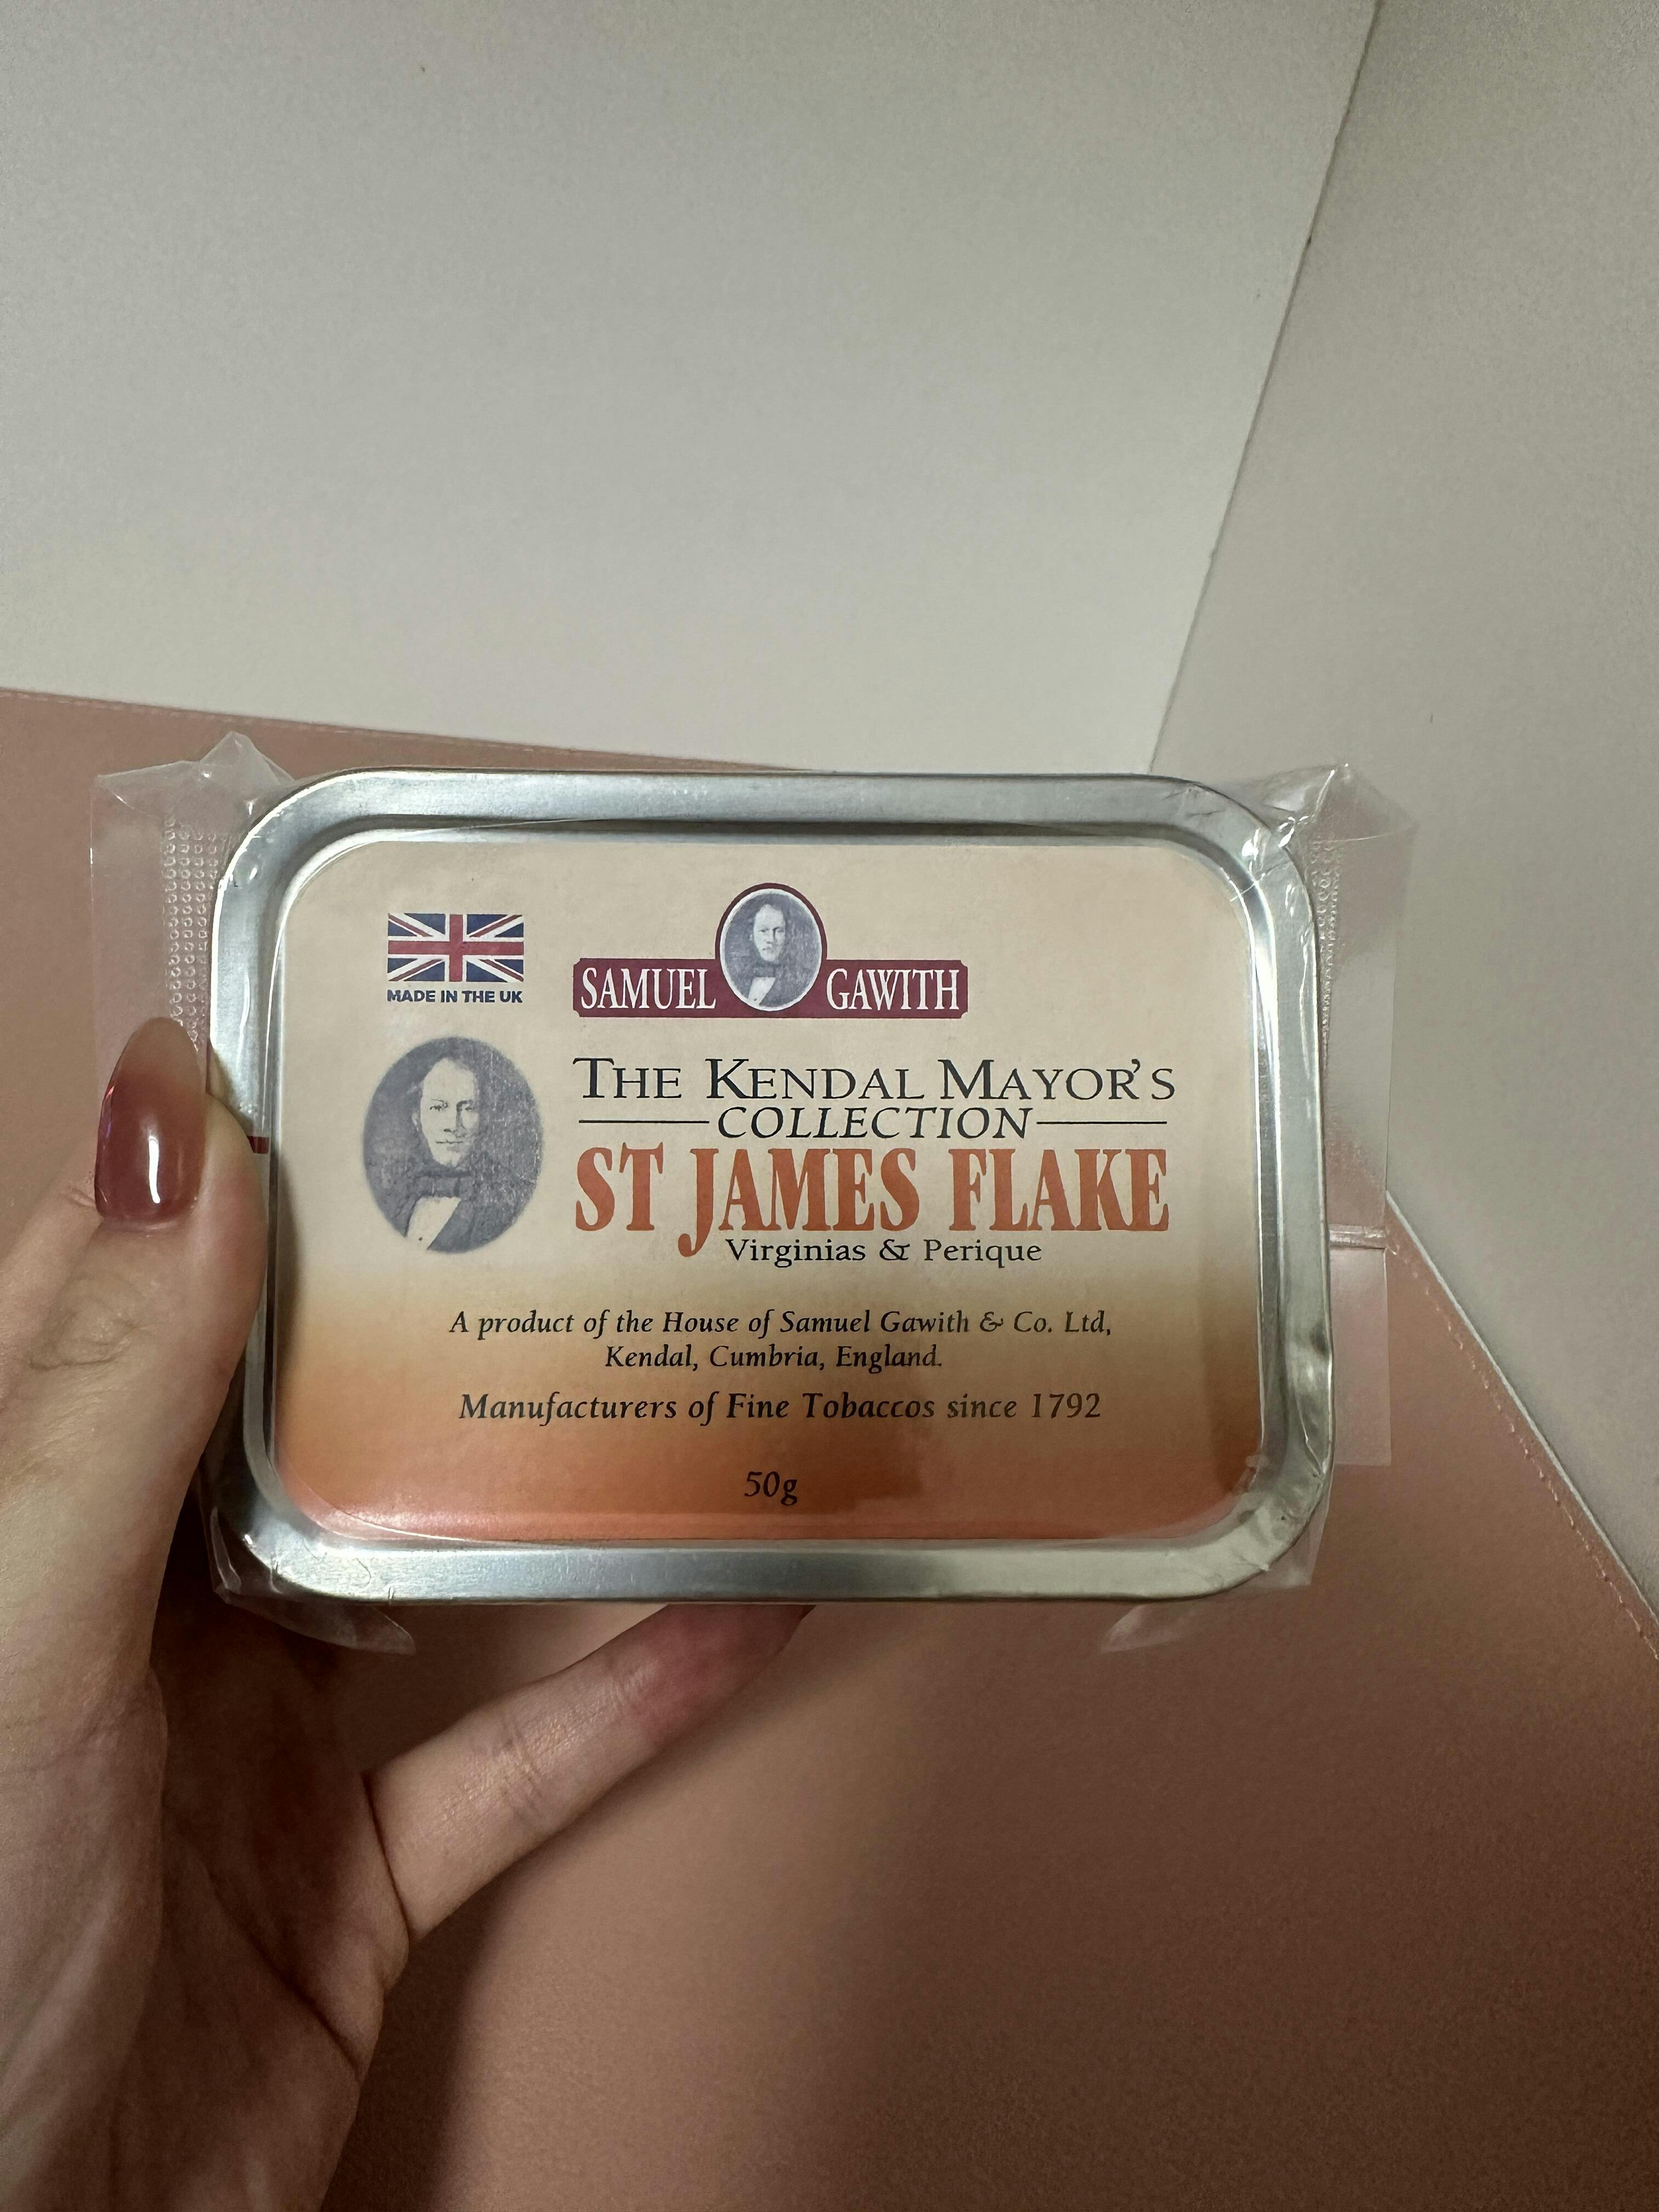 MADE IN THE UK
SAMUEL GAWITH
THE KENDAL MAYOR'S
COLLECTION
ST JAMES FLAKE
Virginias & Perique
A product of the House of Samuel Gawith & Co. Ltd,
Kendal, Cumbria, England.
Manufacturers of Fine Tobaccos since 1792
50g